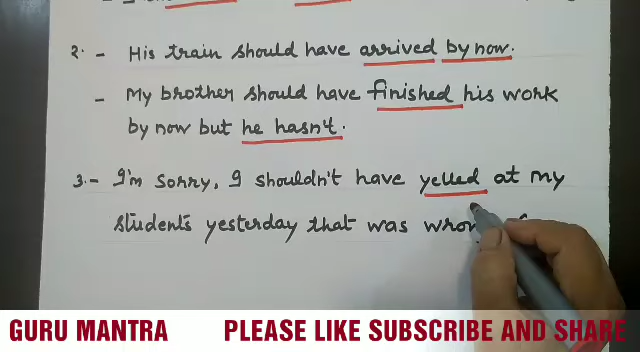 2. - His train should have arrived by now.
- My brother should have finished his work
by now but he hasn't.
3. - I'm sorry, I shouldn't have yelled at my
students yesterday that was
GURU MANTRA PLEASE LIKE SUBSCRIBE AND SHARE